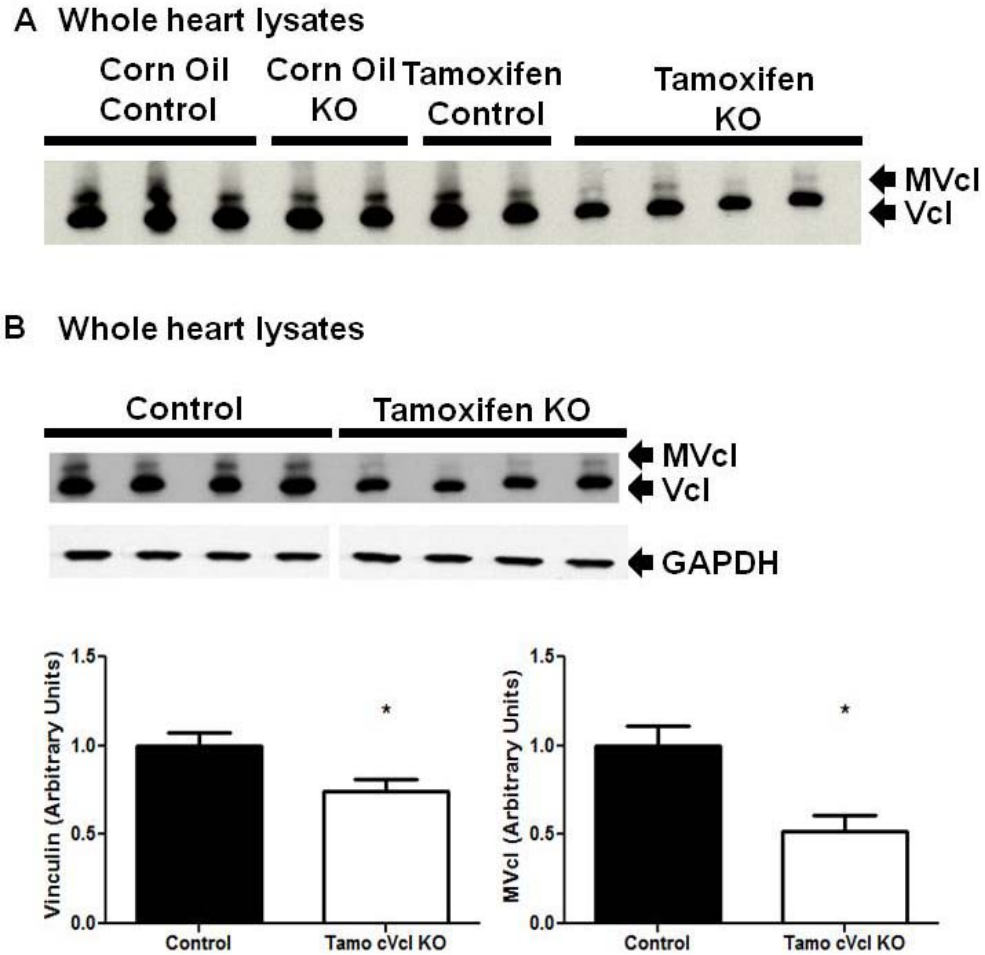 A Whole heart lysates
Corn Oil Control
Corn Oil KO
Tamoxifen Control
Tamoxifen KO
MVcl
Vcl
B Whole heart lysates
Control
Tamoxifen KO
MVcl
Vcl
GAPDH
Vinculin (Arbitrary Units)
1.5
1.0
0.5
0.0
Control
Tamo cVcl KO
*
MVcl (Arbitrary Units)
1.5
1.0
0.5
0.0
Control
Tamo cVcl KO
*